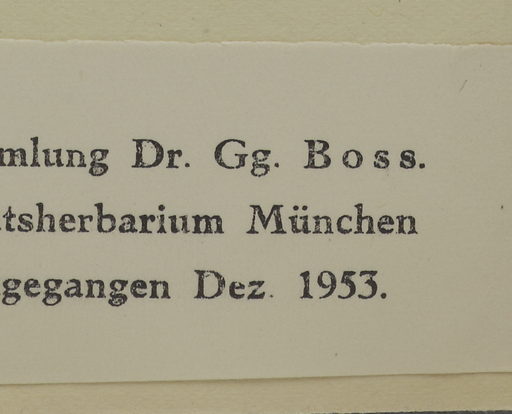 mlung Dr. Gg. Boss.
tsherbarium München
gegangen Dez. 1953.